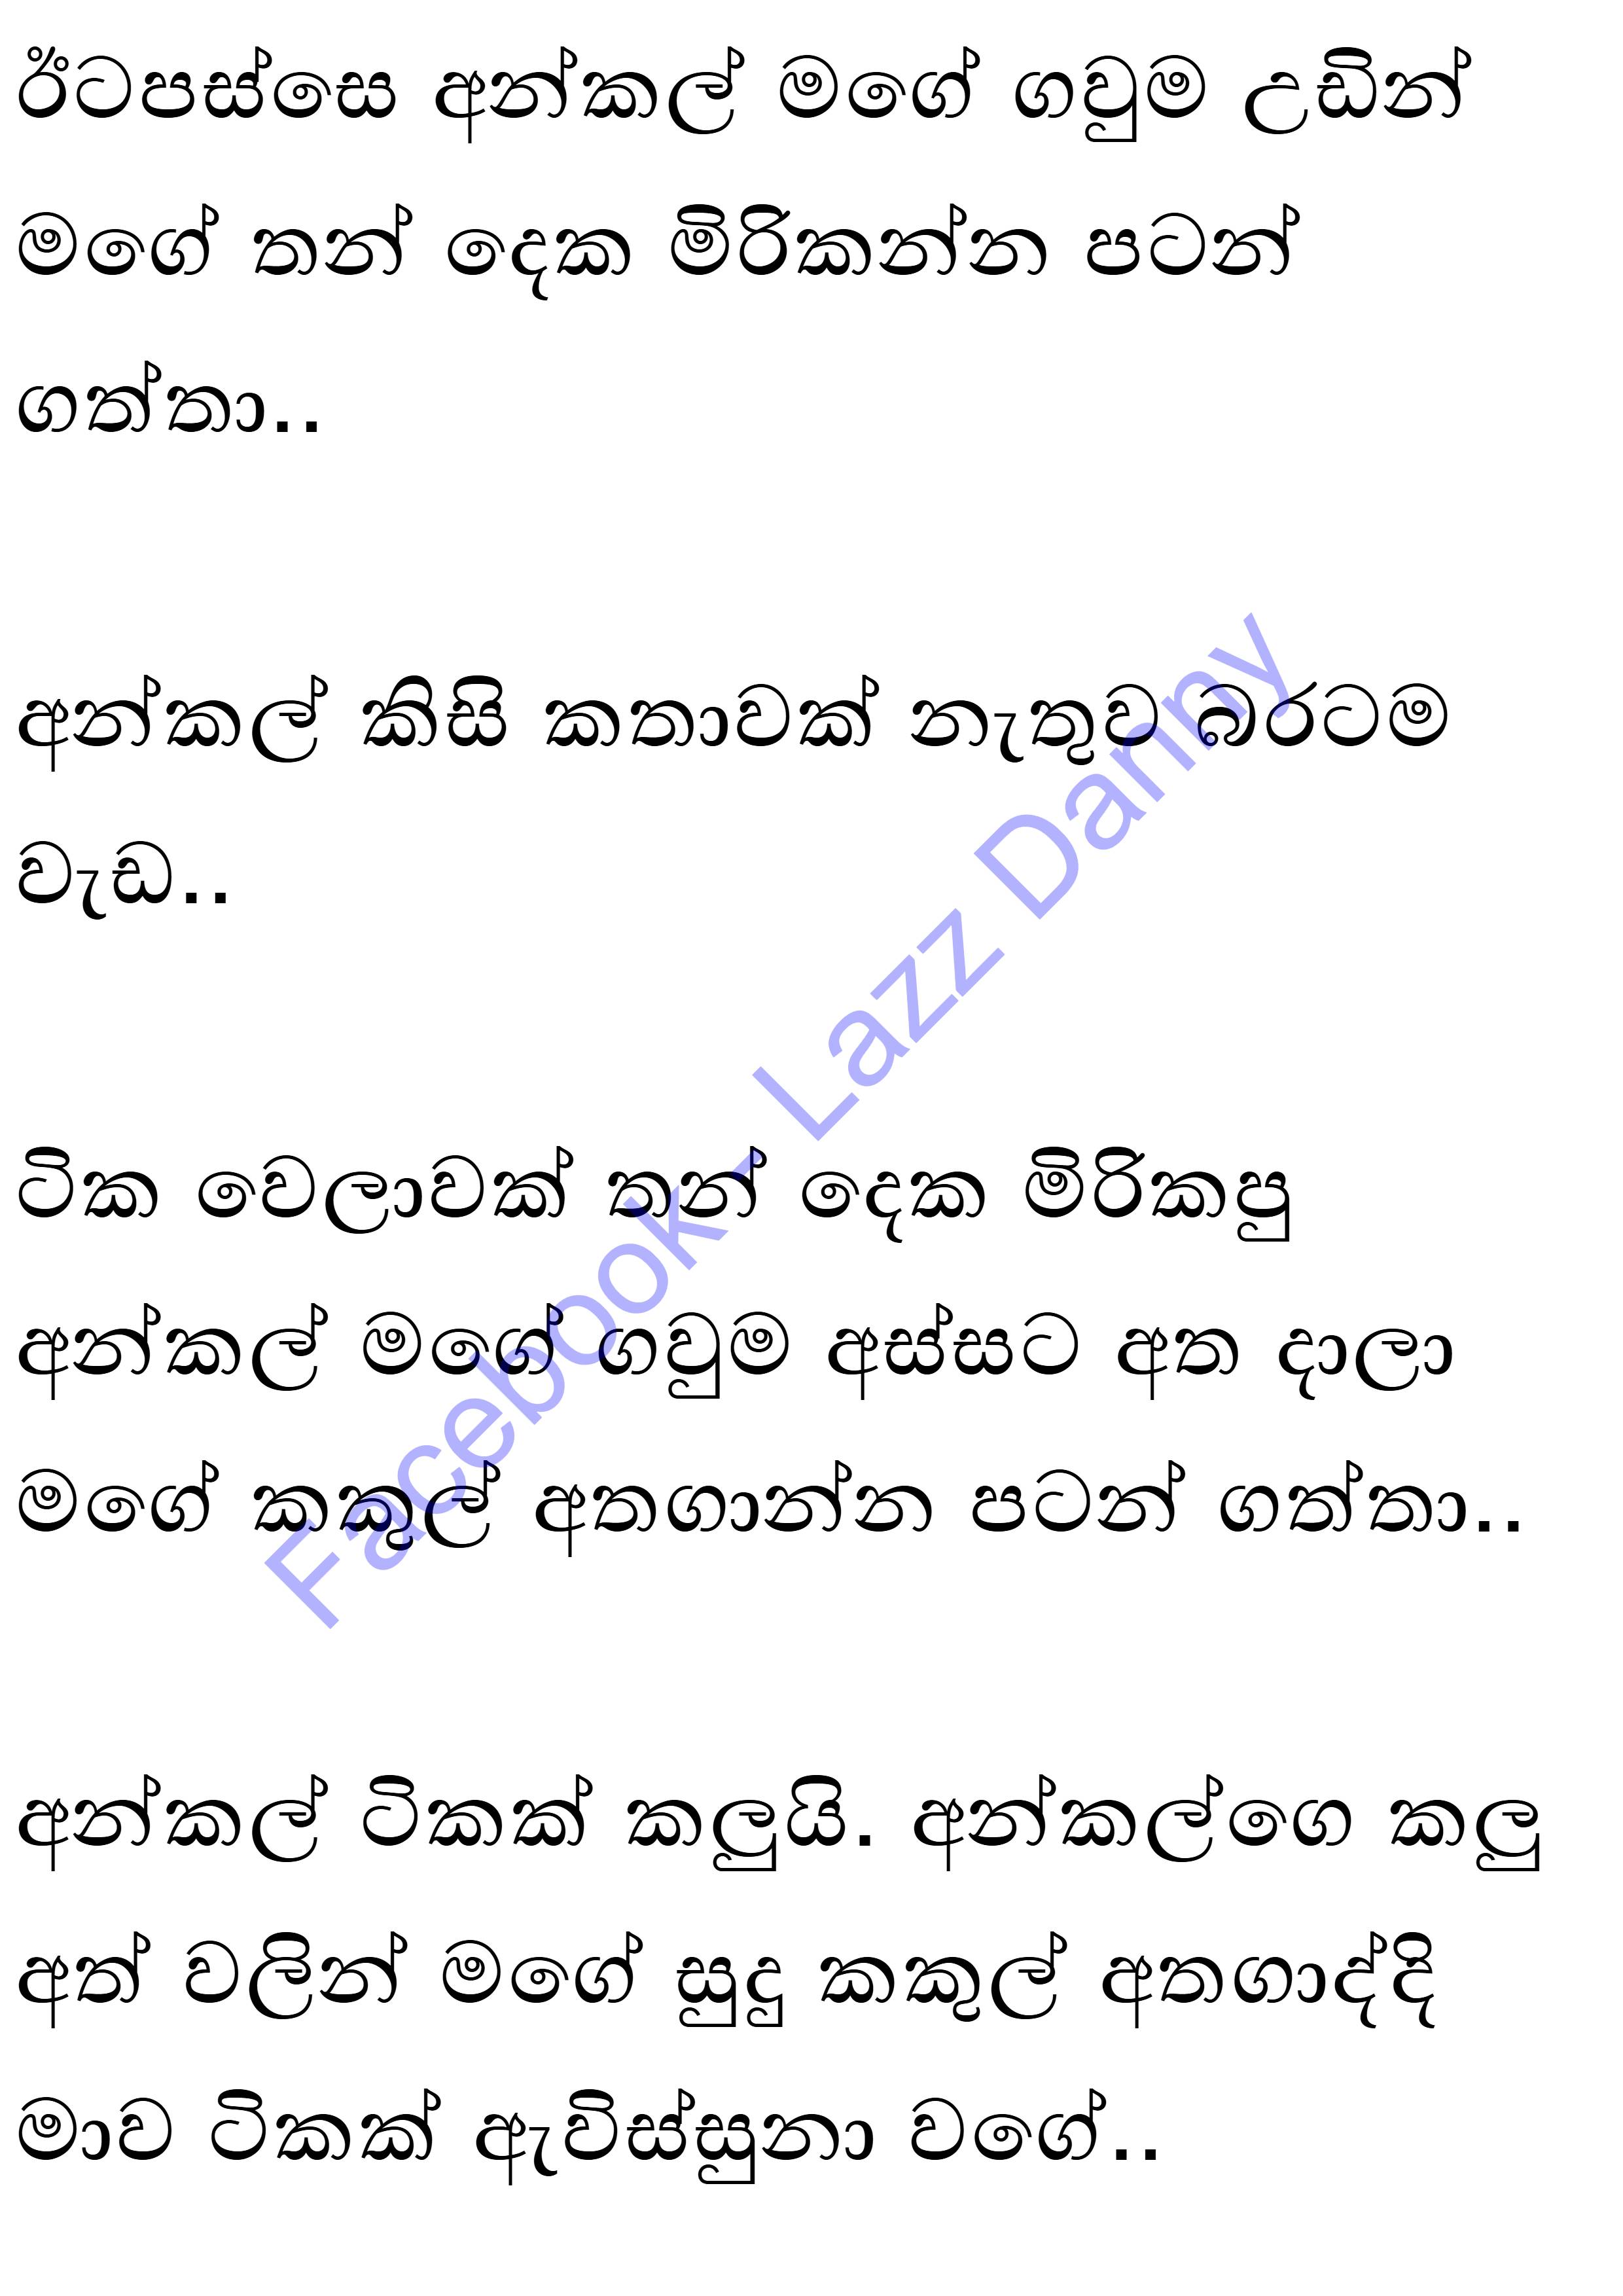 ඊටපස්සෙ අන්කල් මගේ ගවුම උඩින්
මගේ තන් දෙක මිරිකන්න පටන්
ගත්තා..
අන්කල් කිසි කතාවක් නැතුව බරටම
වැඩ..
ටික වෙලාවක් තන් දෙක මිරිකපු
අන්කල් මගේ ගවුම අස්සට අත දාලා
මගේ කකුල් අතගාන්න පටන් ගත්තා..
අන්කල් ටිකක් කලුයි. අන්කල්ගෙ කලු
අත් වලින් මගේ සුදු කකුල් අතගාද්දි
මාව ටිකක් ඇවිස්සුනා වගේ..
Facebook- Lazz Danny